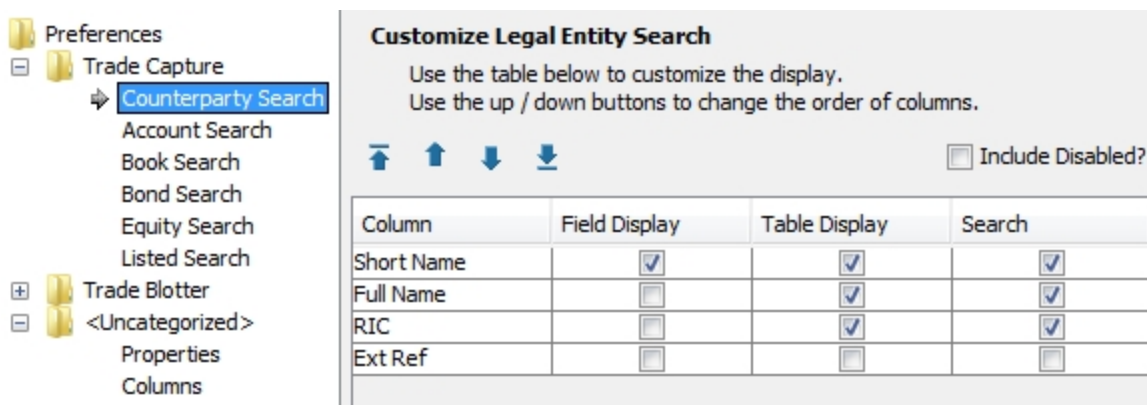 Preferences
Trade Capture
Counterparty Search
Account Search
Book Search
Bond Search
Equity Search
Listed Search
Trade Blotter
<Uncategorized>
Properties
Columns
Customize Legal Entity Search
Use the table below to customize the display.
Use the up / down buttons to change the order of columns.
Include Disabled?
Column Field Display Table Display Search
Short Name
Full Name
RIC
Ext Ref